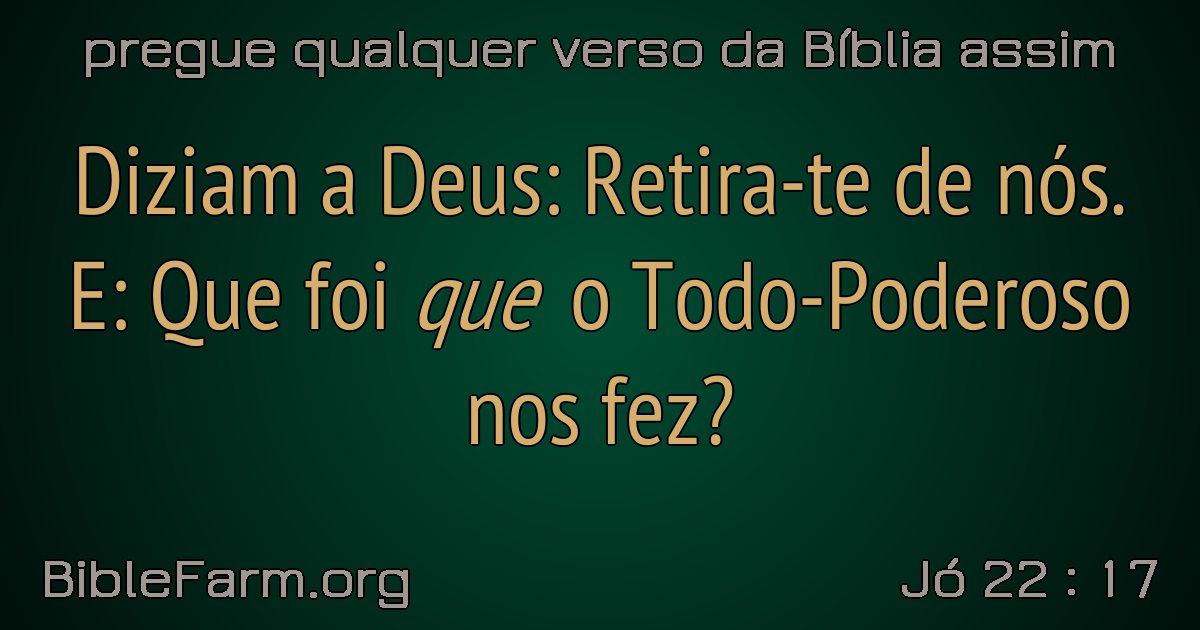 pregue qualquer verso da Bíblia assim
Diziam a Deus: Retira-te de nós.
E: Que foi que o Todo-Poderoso
nos fez?
BibleFarm.org
Jó 22 : 17